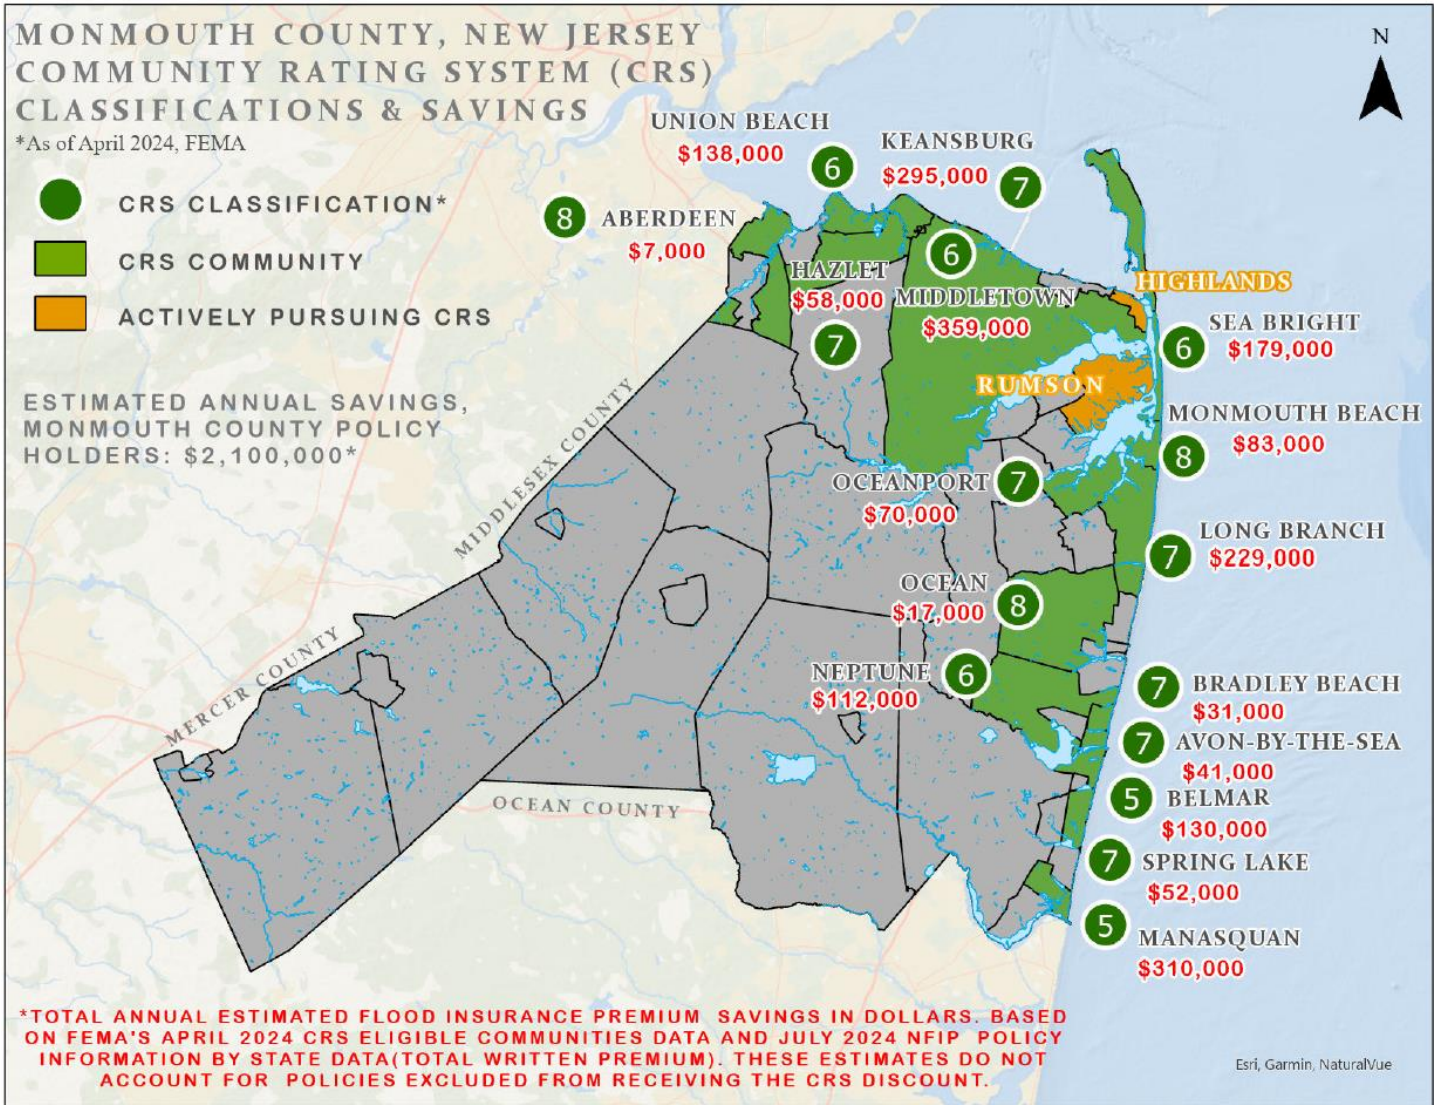 MONMOUTH COUNTY, NEW JERSEY
COMMUNITY RATING SYSTEM (CRS)
CLASSIFICATIONS & SAVINGS
*As of April 2024, FEMA
CRS CLASSIFICATION*
CRS COMMUNITY
ACTIVELY PURSUING CRS
ESTIMATED ANNUAL SAVINGS,
MONMOUTH COUNTY POLICY
HOLDERS: $2,100,000*
N
UNION BEACH
$138,000
6
KEANSBURG
$295,000
7
8
ABERDEEN
$7,000
HAZLET
$58,000
7
6
MIDDLETOWN
$359,000
HIGHLANDS
SEA BRIGHT
6
$179,000
RUMSON
MONMOUTH BEACH
$83,000
8
OCEANPORT
7
$70,000
LONG BRANCH
7
$229,000
OCEAN
8
$17,000
NEPTUNE
6
$112,000
7
BRADLEY BEACH
$31,000
7
AVON-BY-THE-SEA
$41,000
5
BELMAR
$130,000
7
SPRING LAKE
$52,000
5
MANASQUAN
$310,000
MIDDLESEX COUNTY
MERCER COUNTY
OCEAN COUNTY
*TOTAL ANNUAL ESTIMATED FLOOD INSURANCE PREMIUM SAVINGS IN DOLLARS. BASED
ON FEMA'S APRIL 2024 CRS ELIGIBLE COMMUNITIES DATA AND JULY 2024 NFIP POLICY
INFORMATION BY STATE DATA(TOTAL WRITTEN PREMIUM). THESE ESTIMATES DO NOT
ACCOUNT FOR POLICIES EXCLUDED FROM RECEIVING THE CRS DISCOUNT.
Esri, Garmin, NaturalVue